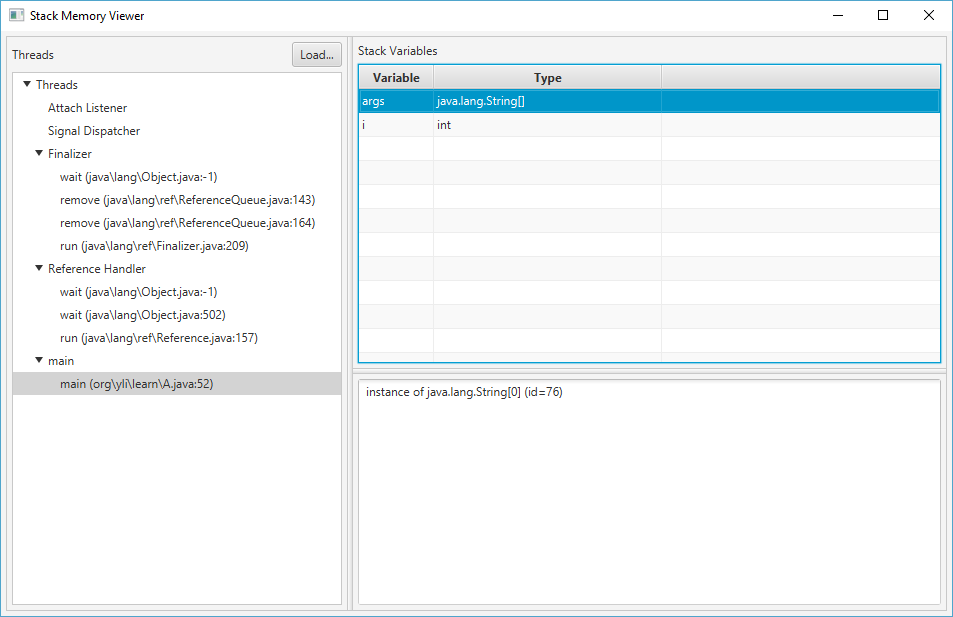 Stack Memory Viewer
Threads
Load...
Threads
Attach Listener
Signal Dispatcher
Finalizer
wait (java\lang\Object.java:-1)
remove (java\lang\ref\ReferenceQueue.java:143)
remove (java\lang\ref\ReferenceQueue.java:164)
run (java\lang\ref\Finalizer.java:209)
Reference Handler
wait (java\lang\Object.java:-1)
wait (java\lang\Object.java:502)
run (java\lang\ref\Reference.java:157)
main
main (org\yli\learn\A.java:52)
Stack Variables
Variable Type
args java.lang.String[]
i int
instance of java.lang.String[0] (id=76)